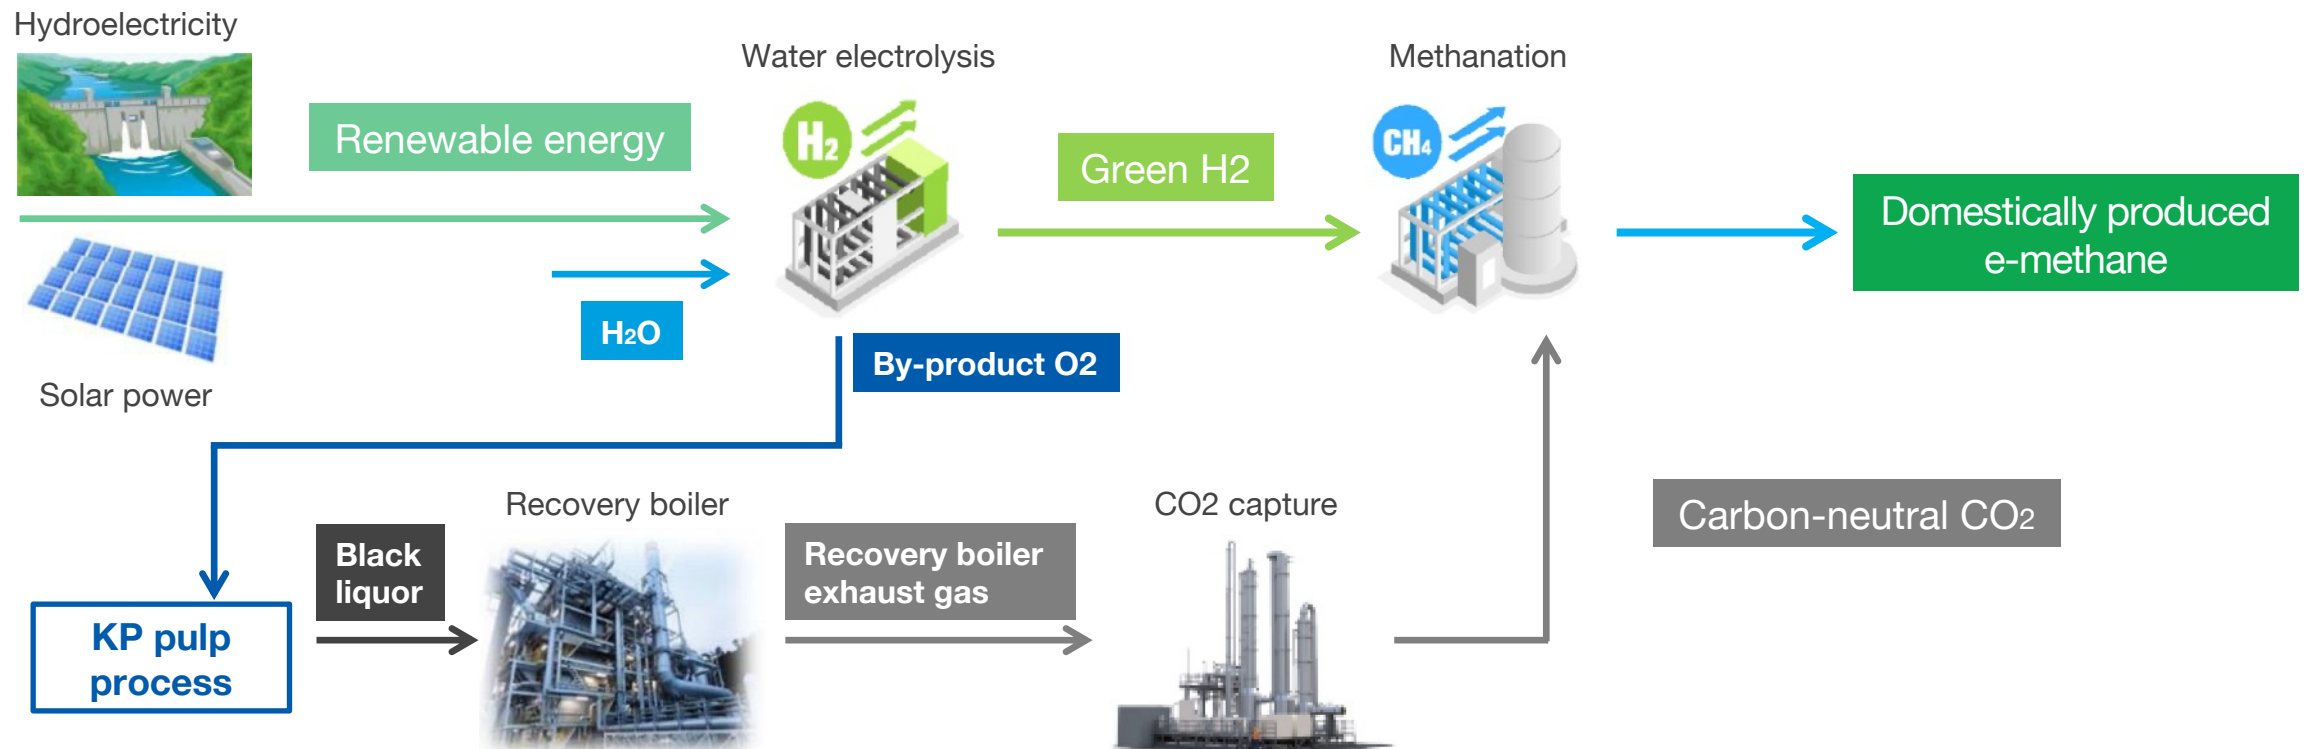 Hydroelectricity
Water electrolysis
Methanation
Renewable energy
H2
Green H2
CH4
Domestically produced
e-methane
H2O
By-product O2
Solar power
Recovery boiler
CO2 capture
Carbon-neutral CO2
Black
liquor
Recovery boiler
exhaust gas
KP pulp
process